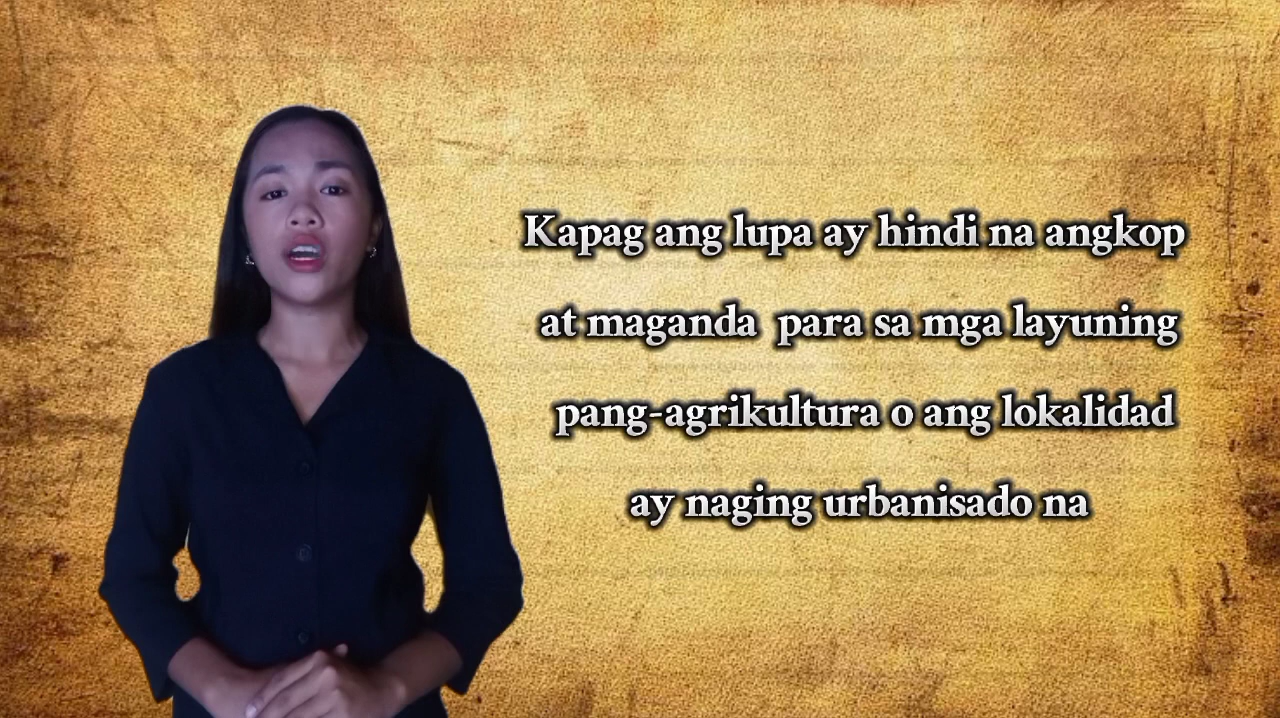 Kapag ang lupa ay hindi na angkop
at maganda para sa mga layuning
pang-agrikultura o ang lokalidad
ay naging urbanisado na